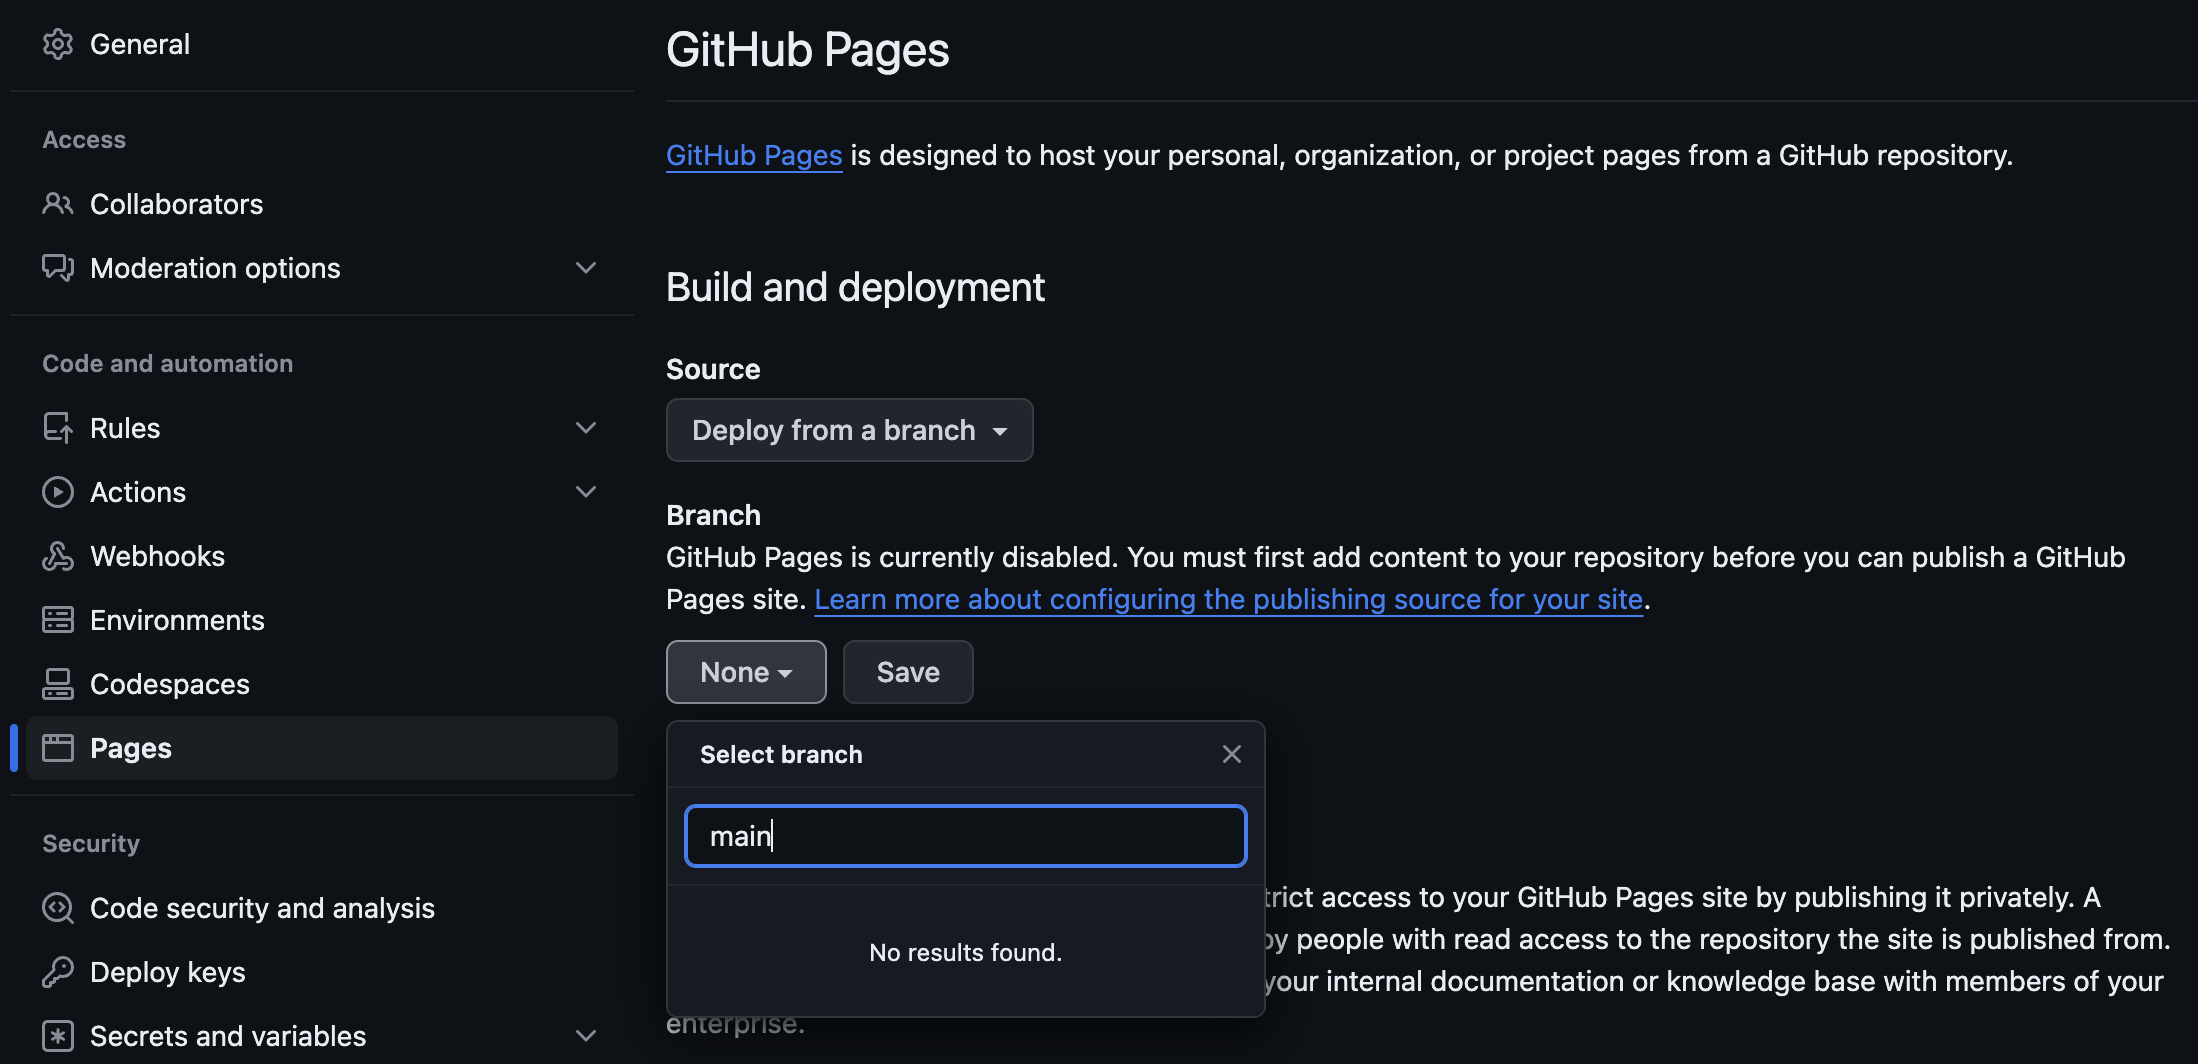 General
Access
Collaborators
Moderation options
Code and automation
Rules
Actions
Webhooks
Environments
Codespaces
Pages
Security
Code security and analysis
Deploy keys
Secrets and variables
GitHub Pages
GitHub Pages is designed to host your personal, organization, or project pages from a GitHub repository.
Build and deployment
Source
Deploy from a branch
Branch
GitHub Pages is currently disabled. You must first add content to your repository before you can publish a GitHub
Pages site. Learn more about configuring the publishing source for your site.
None Save
Select branch
main
No results found.
trict access to your GitHub Pages site by publishing it privately. A
by people with read access to the repository the site is published from.
your internal documentation or knowledge base with members of your
enterprise.